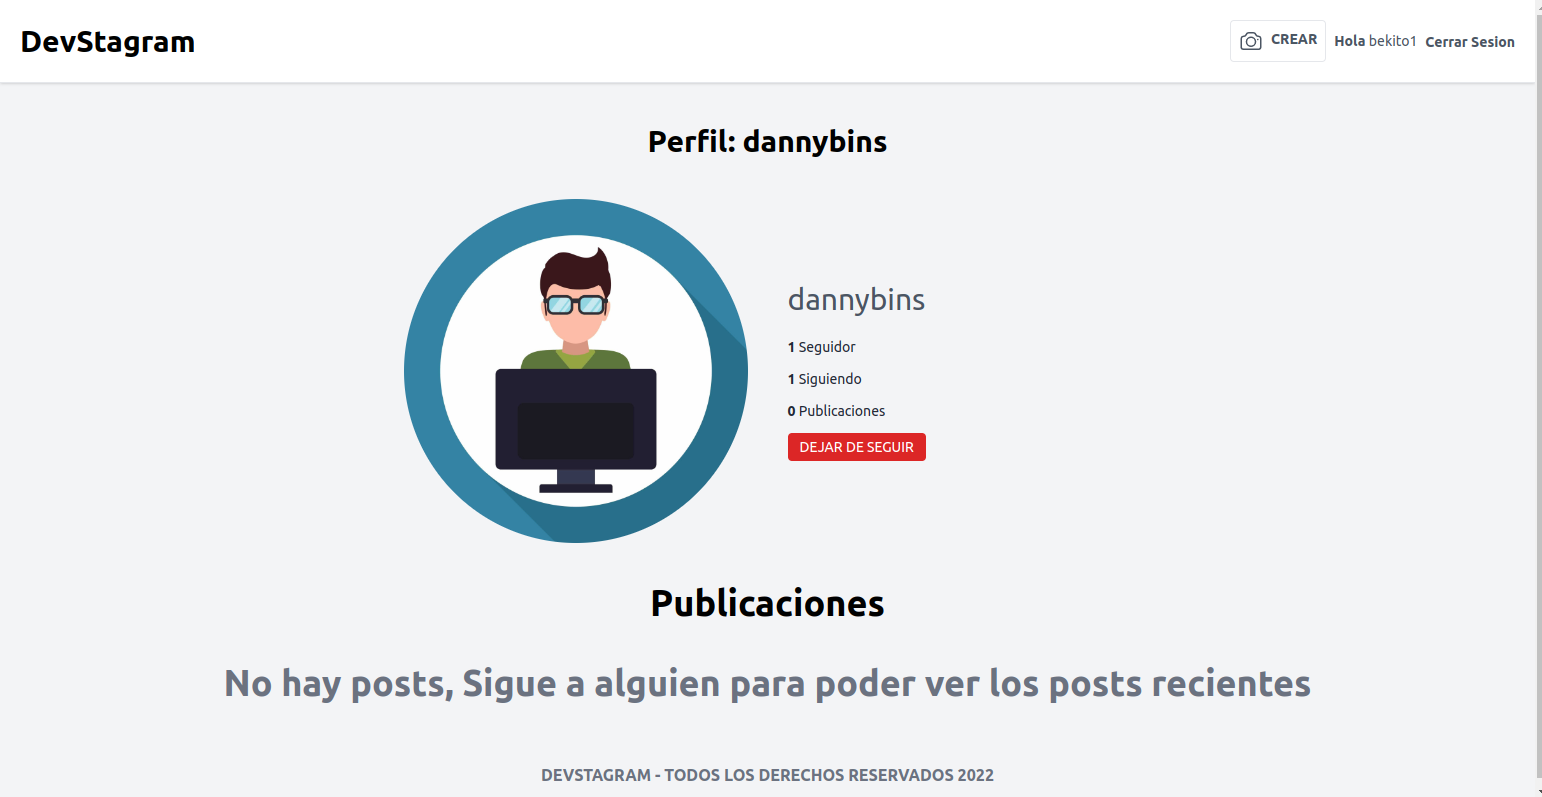 DevStagram
CREAR
Hola bekito1
Cerrar Sesion
Perfil: dannybins
dannybins
1 Seguidor
1 Siguiendo
0 Publicaciones
DEJAR DE SEGUIR
Publicaciones
No hay posts, Sigue a alguien para poder ver los posts recientes
DEVSTAGRAM - TODOS LOS DERECHOS RESERVADOS 2022